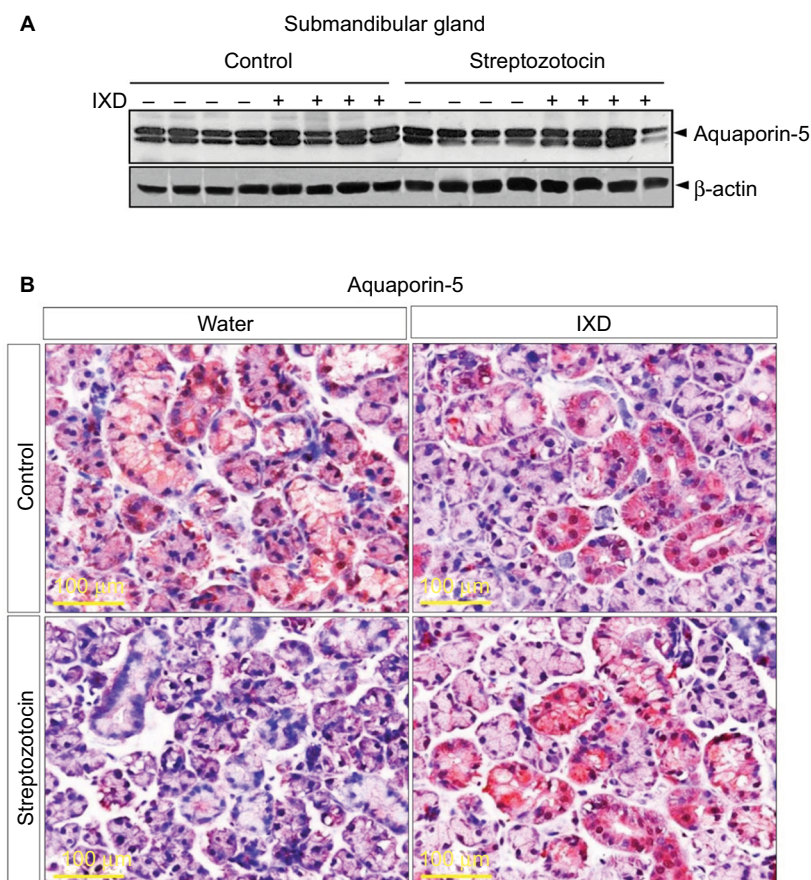 A
Submandibular gland
Control Streptozotocin
IXD – – – – + + + + – – – – + + + +
Aquaporin-5
β-actin
B
Aquaporin-5
Water IXD
Control
100 μm 100 μm
Streptozotocin
100 μm 100 μm